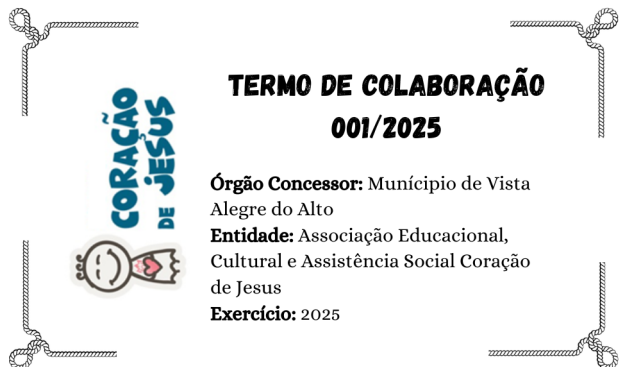 CORAÇÃO
DE JESUS
TERMO DE COLABORAÇÃO
001/2025
Órgão Concessor: Munícipio de Vista
Alegre do Alto
Entidade: Associação Educacional,
Cultural e Assistência Social Coração
de Jesus
Exercício: 2025